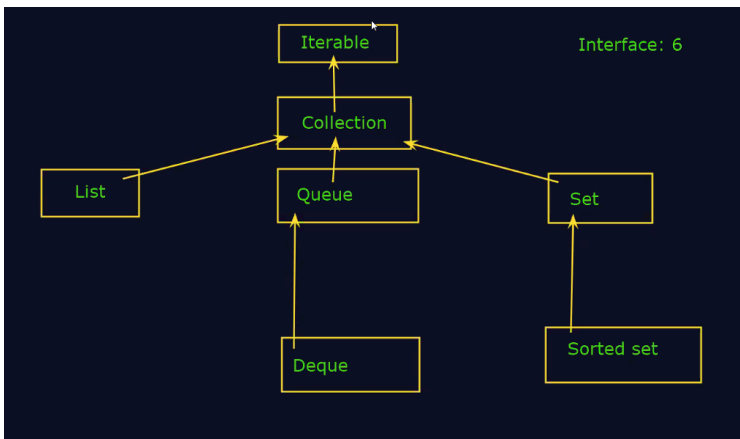 Iterable
Interface: 6
Collection
List
Queue
Set
Deque
Sorted set